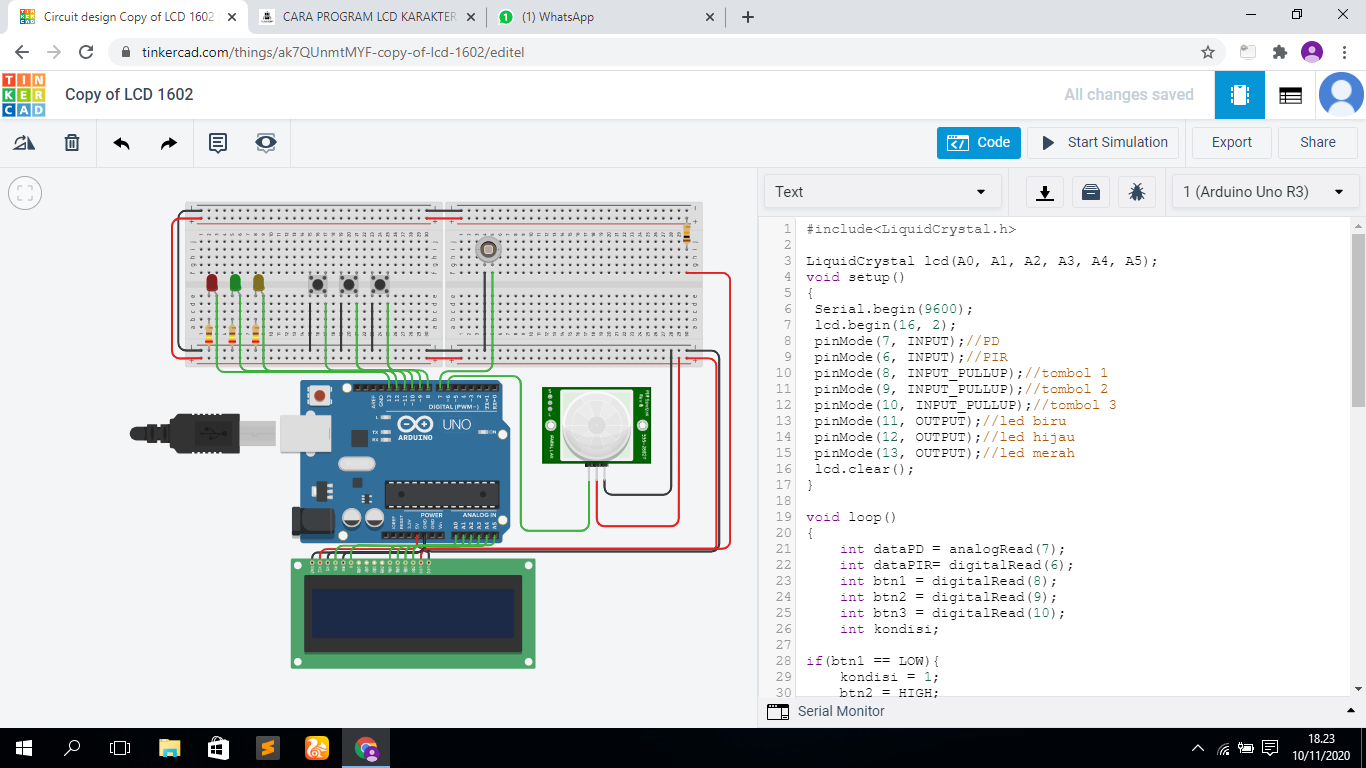 Circuit design Copy of LCD 1602
CARA PROGRAM LCD KARAKTER
(1) WhatsApp
tinkercad.com/things/ak7QUnmtMYF-copy-of-lcd-1602/editel
TIN
KER
CAD
Copy of LCD 1602
All changes saved
Code
Start Simulation
Export
Share
Text
1 (Arduino Uno R3)
1 #include<LiquidCrystal.h>
2
3 LiquidCrystal lcd(A0, A1, A2, A3, A4, A5);
4 void setup()
5 {
6 Serial.begin(9600);
7 lcd.begin(16, 2);
8 pinMode(7, INPUT);//PD
9 pinMode(6, INPUT);//PIR
10 pinMode(8, INPUT_PULLUP);//tombol 1
11 pinMode(9, INPUT_PULLUP);//tombol 2
12 pinMode(10, INPUT_PULLUP);//tombol 3
13 pinMode(11, OUTPUT);//led biru
14 pinMode(12, OUTPUT);//led hijau
15 pinMode(13, OUTPUT);//led merah
16 lcd.clear();
17 }
18
19 void loop()
20 {
21 int dataPD = analogRead(7);
22 int dataPIR= digitalRead(6);
23 int btn1 = digitalRead(8);
24 int btn2 = digitalRead(9);
25 int btn3 = digitalRead(10);
26 int kondisi;
27
28 if(btn1 == LOW){
29 kondisi = 1;
30 btn2 = HIGH;
Serial Monitor
DIGITAL (PWM~)
UNO
ARDUINO
POWER
ANALOG IN
18.23
10/11/2020